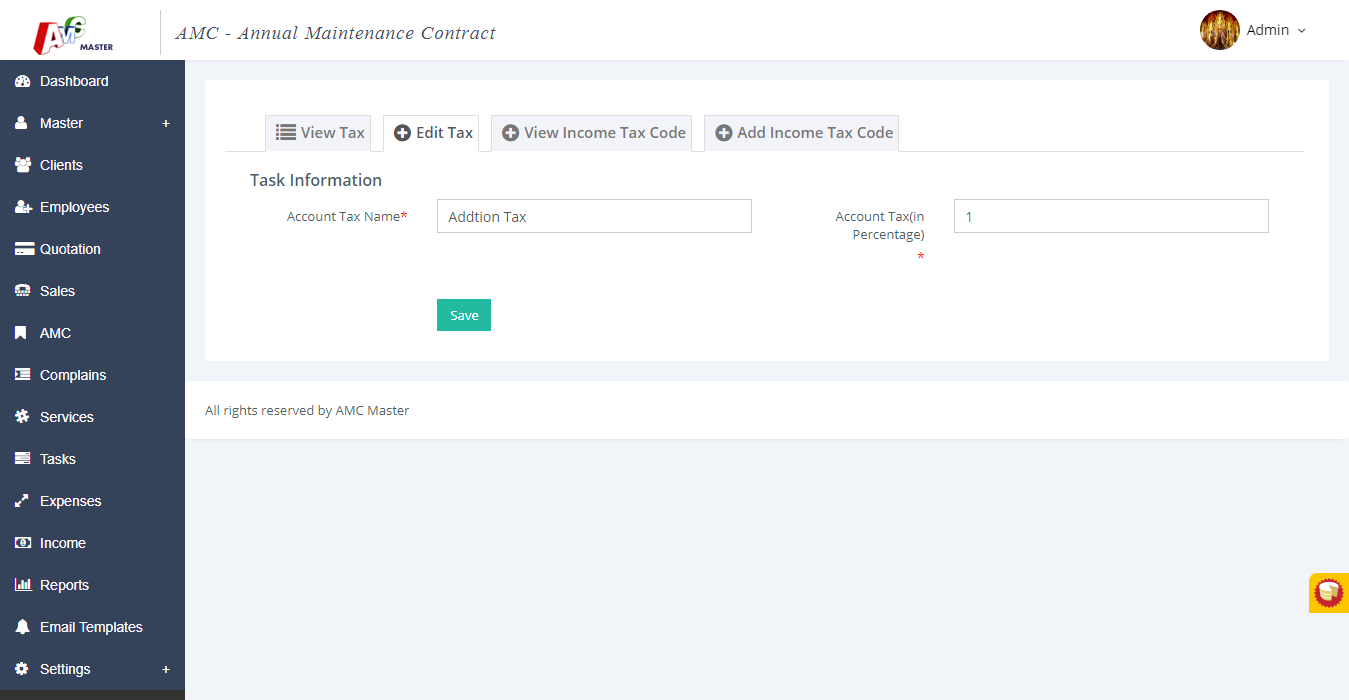 AMC MASTER
AMC - Annual Maintenance Contract
Admin
Dashboard
Master +
Clients
Employees
Quotation
Sales
AMC
Complains
Services
Tasks
Expenses
Income
Reports
Email Templates
Settings +
View Tax
Edit Tax
View Income Tax Code
Add Income Tax Code
Task Information
Account Tax Name*
Addtion Tax
Account Tax(in
Percentage)
*
1
Save
All rights reserved by AMC Master